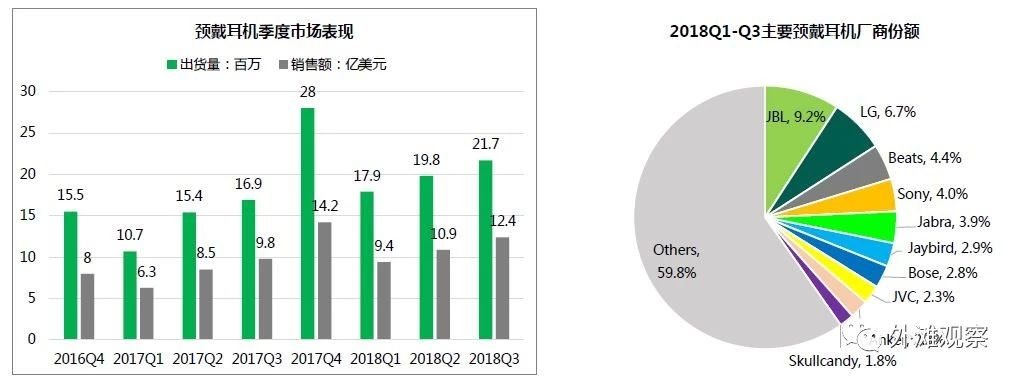 颈戴耳机季度市场表现
出货量：百万 销售额：亿美元
30
25
20
15
10
5
0
15.5
8
10.7
6.3
15.4
8.5
16.9
9.8
28
14.2
17.9
9.4
19.8
10.9
21.7
12.4
2016Q4 2017Q1 2017Q2 2017Q3 2017Q4 2018Q1 2018Q2 2018Q3
2018Q1-Q3主要颈戴耳机厂商份额
JBL, 9.2%
LG, 6.7%
Beats, 4.4%
Sony, 4.0%
Jabra, 3.9%
Jaybird, 2.9%
Bose, 2.8%
JVC, 2.3%
Skullcandy, 1.8%
Others,
59.8%
外滩观察